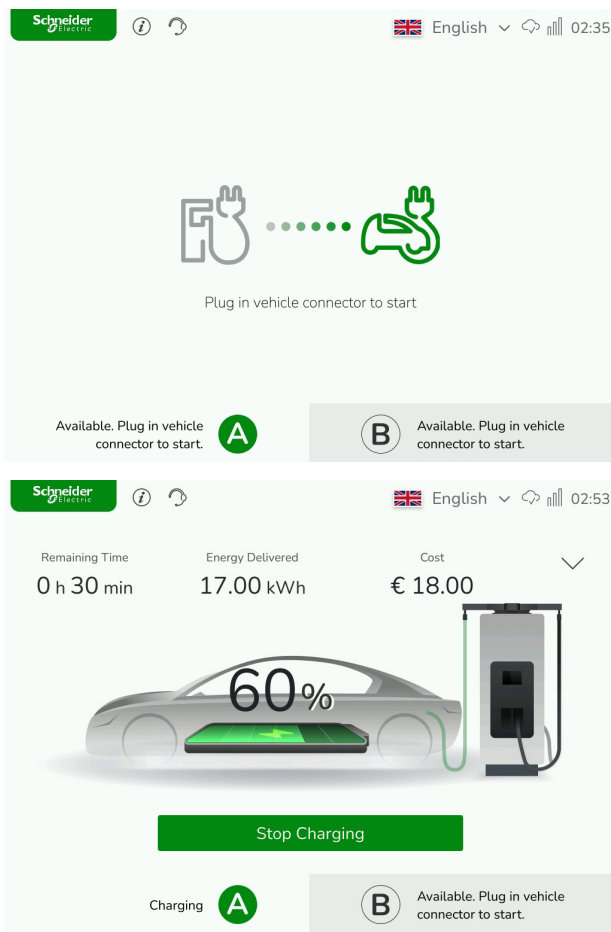 Schneider
Electric
i
English
02:35
Plug in vehicle connector to start
Available. Plug in vehicle
connector to start.
A
B
Available. Plug in vehicle
connector to start.
Schneider
Electric
i
English
02:53
Remaining Time
Energy Delivered
Cost
0 h 30 min
17.00 kWh
€ 18.00
60%
Stop Charging
Charging
A
B
Available. Plug in vehicle
connector to start.